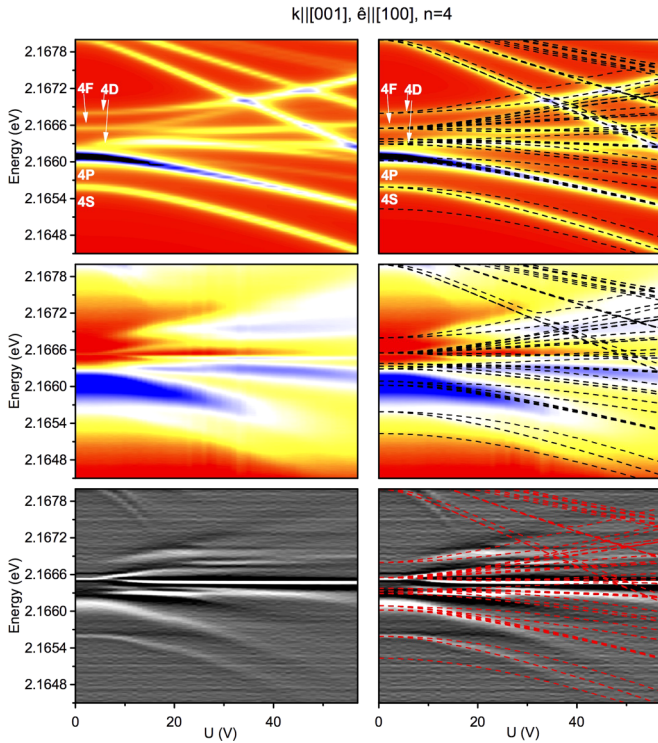 k||[001], ê||[100], n=4
2.1678
2.1672
2.1666
2.1660
2.1654
2.1648
Energy (eV)
4F
4D
4P
4S
4F
4D
4P
4S
2.1678
2.1672
2.1666
2.1660
2.1654
2.1648
Energy (eV)
2.1678
2.1672
2.1666
2.1660
2.1654
2.1648
Energy (eV)
0 20 40
U (V)
0 20 40
U (V)